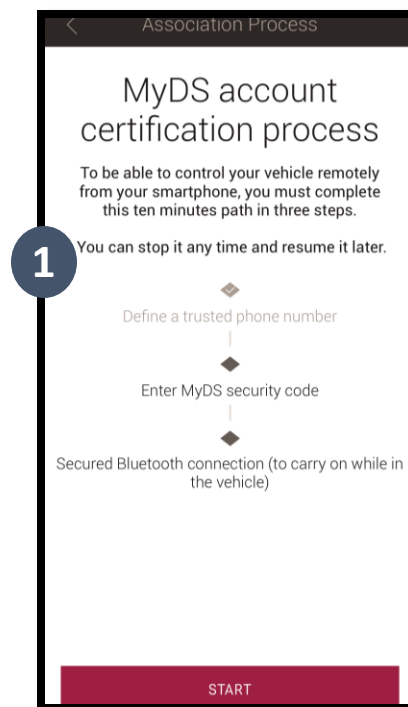 Association Process
MyDS account
certification process
To be able to control your vehicle remotely
from your smartphone, you must complete
this ten minutes path in three steps.
1
You can stop it any time and resume it later.
Define a trusted phone number
Enter MyDS security code
Secured Bluetooth connection (to carry on while in
the vehicle)
START